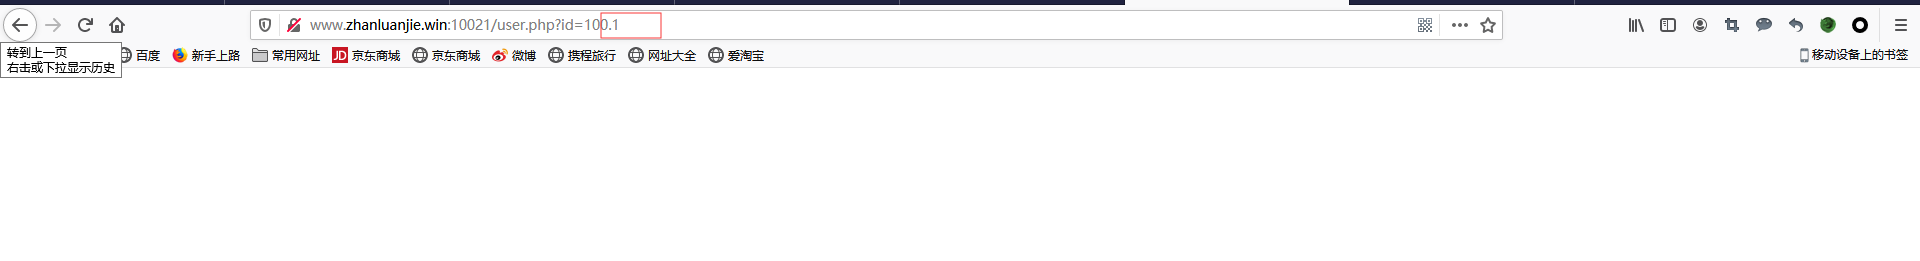 www.zhanluanjie.win:10021/user.php?id=100.1
转到上一页
右击或下拉显示历史
百度 新手上路 常用网址 JD 京东商城 京东商城 微博 携程旅行 网址大全 爱淘宝 移动设备上的书签